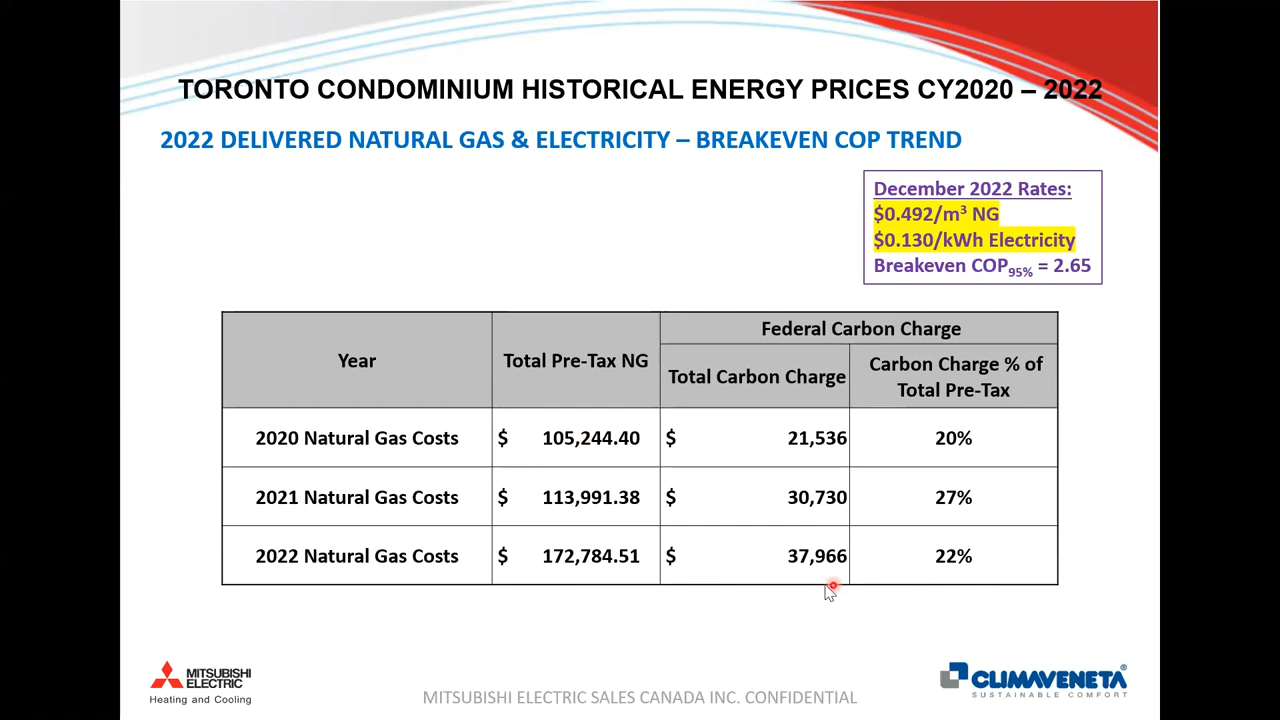 TORONTO CONDOMINIUM HISTORICAL ENERGY PRICES CY2020 – 2022
2022 DELIVERED NATURAL GAS & ELECTRICITY – BREAKEVEN COP TREND
December 2022 Rates:
$0.492/m³ NG
$0.130/kWh Electricity
Breakeven COP95% = 2.65
Year
Total Pre-Tax NG
Federal Carbon Charge
Total Carbon Charge
Carbon Charge % of
Total Pre-Tax
2020 Natural Gas Costs $ 105,244.40 $ 21,536 20%
2021 Natural Gas Costs $ 113,991.38 $ 30,730 27%
2022 Natural Gas Costs $ 172,784.51 $ 37,966 22%
MITSUBISHI
ELECTRIC
Heating and Cooling
MITSUBISHI ELECTRIC SALES CANADA INC. CONFIDENTIAL
CLIMAVENETA
SUSTAINABLE COMFORT